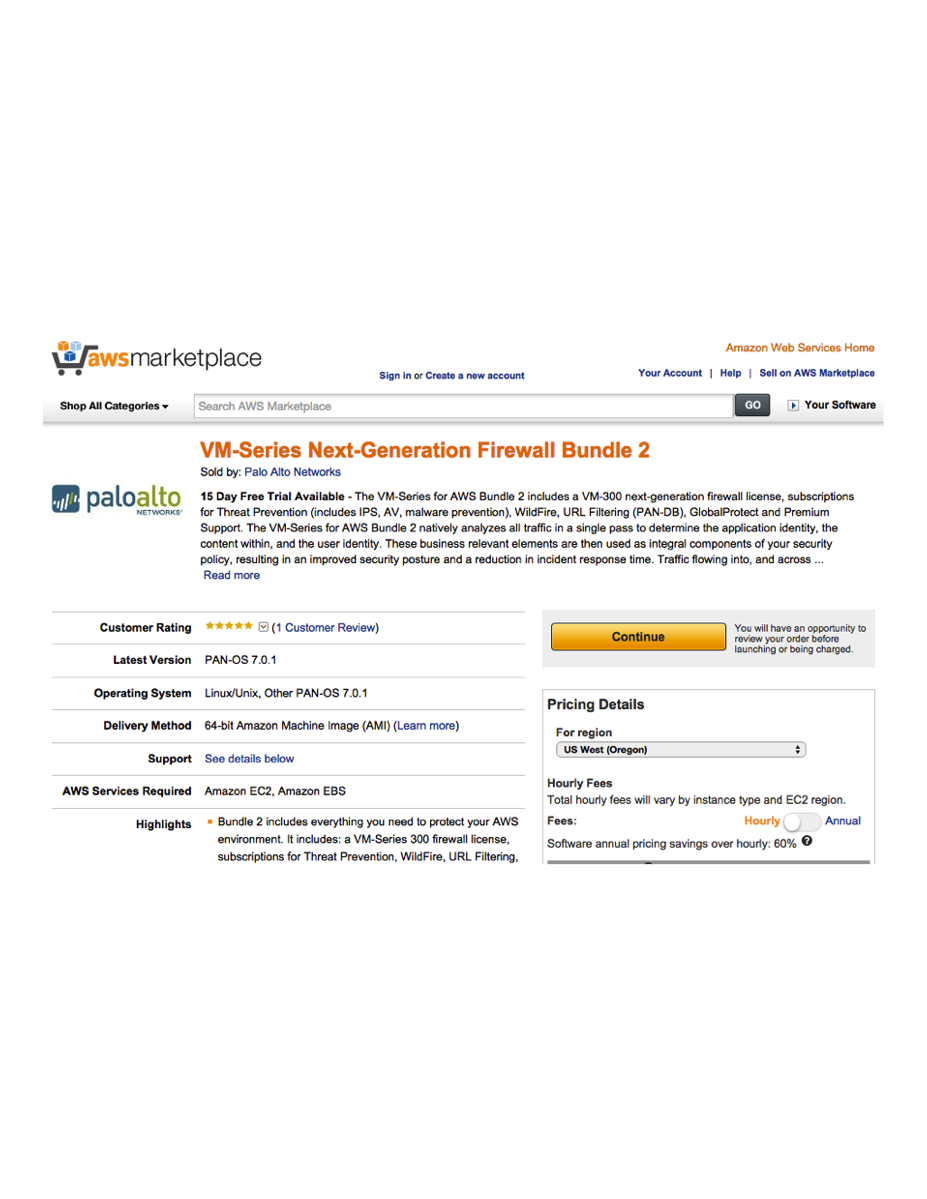 awsmarketplace
Amazon Web Services Home
Sign in or Create a new account
Your Account | Help | Sell on AWS Marketplace
Shop All Categories
Search AWS Marketplace
GO
Your Software
VM-Series Next-Generation Firewall Bundle 2
Sold by: Palo Alto Networks
paloalto
NETWORKS®
15 Day Free Trial Available - The VM-Series for AWS Bundle 2 includes a VM-300 next-generation firewall license, subscriptions
for Threat Prevention (includes IPS, AV, malware prevention), WildFire, URL Filtering (PAN-DB), GlobalProtect and Premium
Support. The VM-Series for AWS Bundle 2 natively analyzes all traffic in a single pass to determine the application identity, the
content within, and the user identity. These business relevant elements are then used as integral components of your security
policy, resulting in an improved security posture and a reduction in incident response time. Traffic flowing into, and across ...
Read more
Customer Rating (1 Customer Review)
Latest Version PAN-OS 7.0.1
Operating System Linux/Unix, Other PAN-OS 7.0.1
Delivery Method 64-bit Amazon Machine Image (AMI) (Learn more)
Support See details below
AWS Services Required Amazon EC2, Amazon EBS
Highlights ▪ Bundle 2 includes everything you need to protect your AWS
environment. It includes: a VM-Series 300 firewall license,
subscriptions for Threat Prevention, WildFire, URL Filtering,
Continue
You will have an opportunity to
review your order before
launching or being charged.
Pricing Details
For region
US West (Oregon)
Hourly Fees
Total hourly fees will vary by instance type and EC2 region.
Fees: Hourly Annual
Software annual pricing savings over hourly: 60% ?